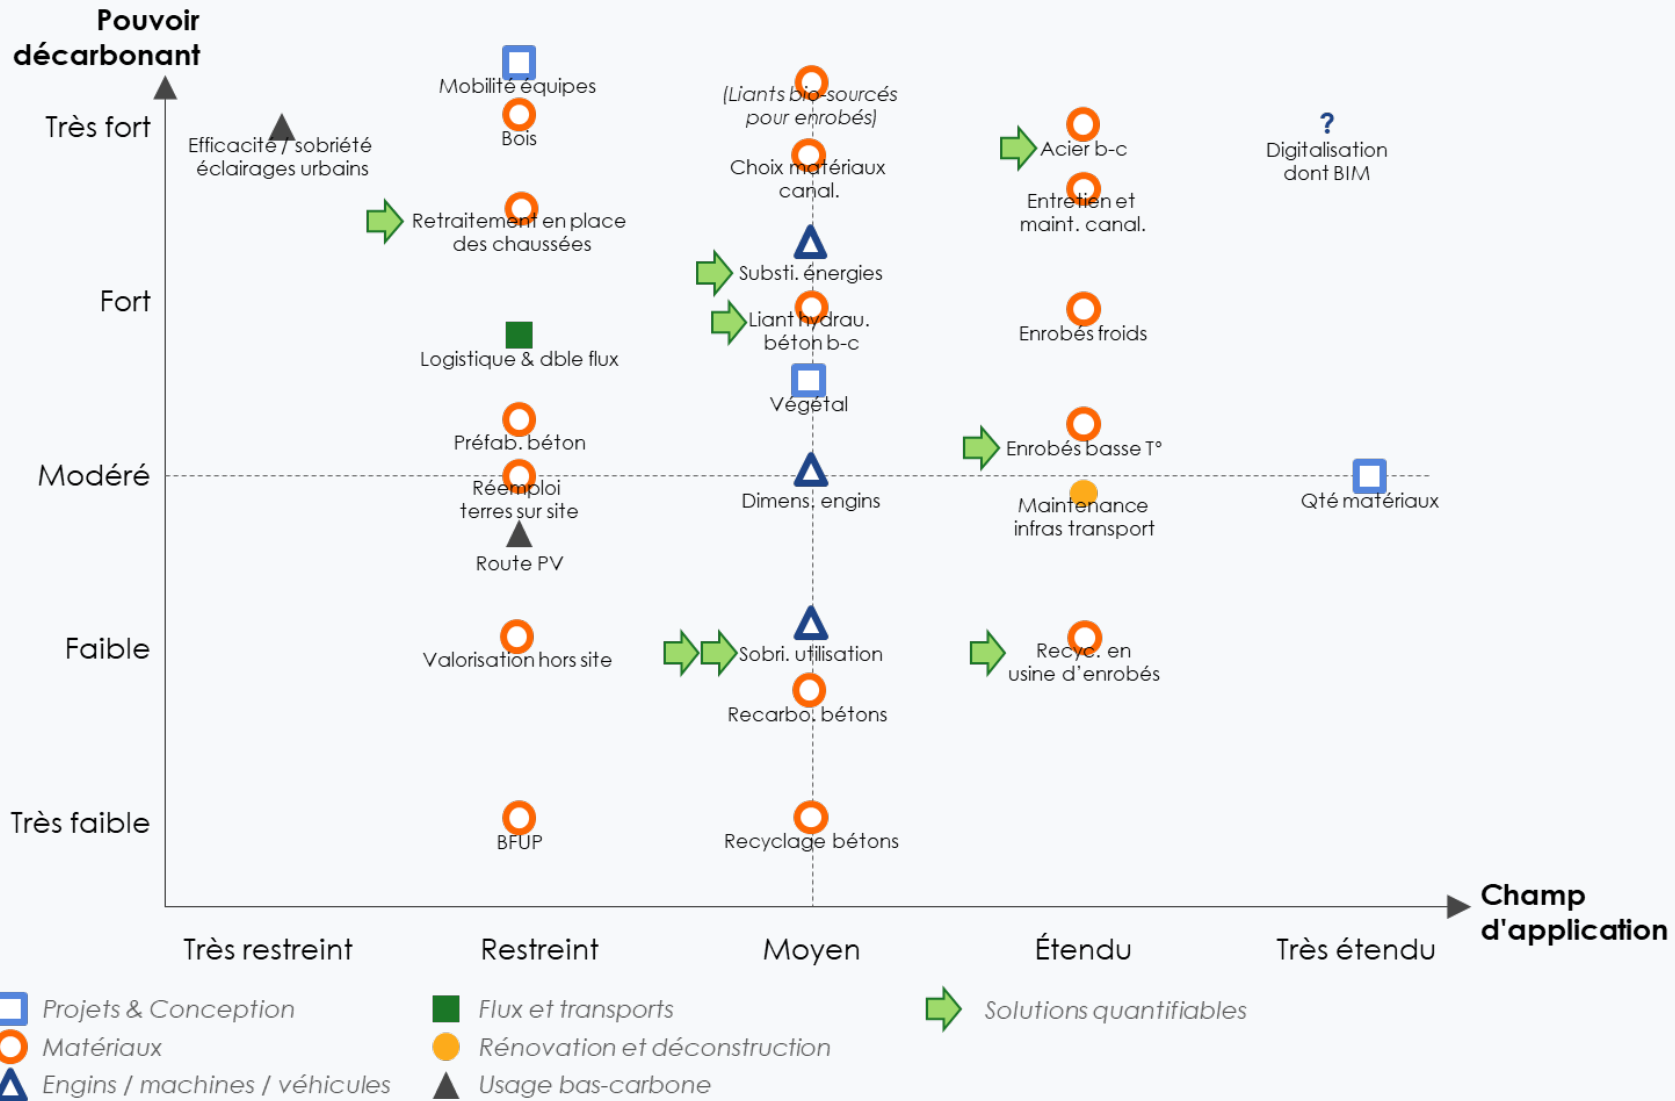 Pouvoir
décarbonant
Mobilité équipes
(Liants bio-sourcés
pour enrobés)
Très fort
?
Efficacité / sobriété
éclairages urbains
Bois
Acier b-c
Digitalisation
dont BIM
Choix matériaux
canal.
Entretien et
maint. canal.
Retraitement en place
des chaussées
Substi. énergies
Fort
Liant hydrau.
béton b-c
Enrobés froids
Logistique & dble flux
Végétal
Préfab. béton
Enrobés basse T°
Modéré
Réemploi
terres sur site
Dimens. engins
Maintenance
infras transport
Qté matériaux
Route PV
Faible
Valorisation hors site
Sobri. utilisation
Recyc. en
usine d'enrobés
Recarbo. bétons
Très faible
BFUP
Recyclage bétons
Champ
d'application
Très restreint
Restreint
Moyen
Étendu
Très étendu
Projets & Conception
Flux et transports
Solutions quantifiables
Matériaux
Rénovation et déconstruction
Engins / machines / véhicules
Usage bas-carbone